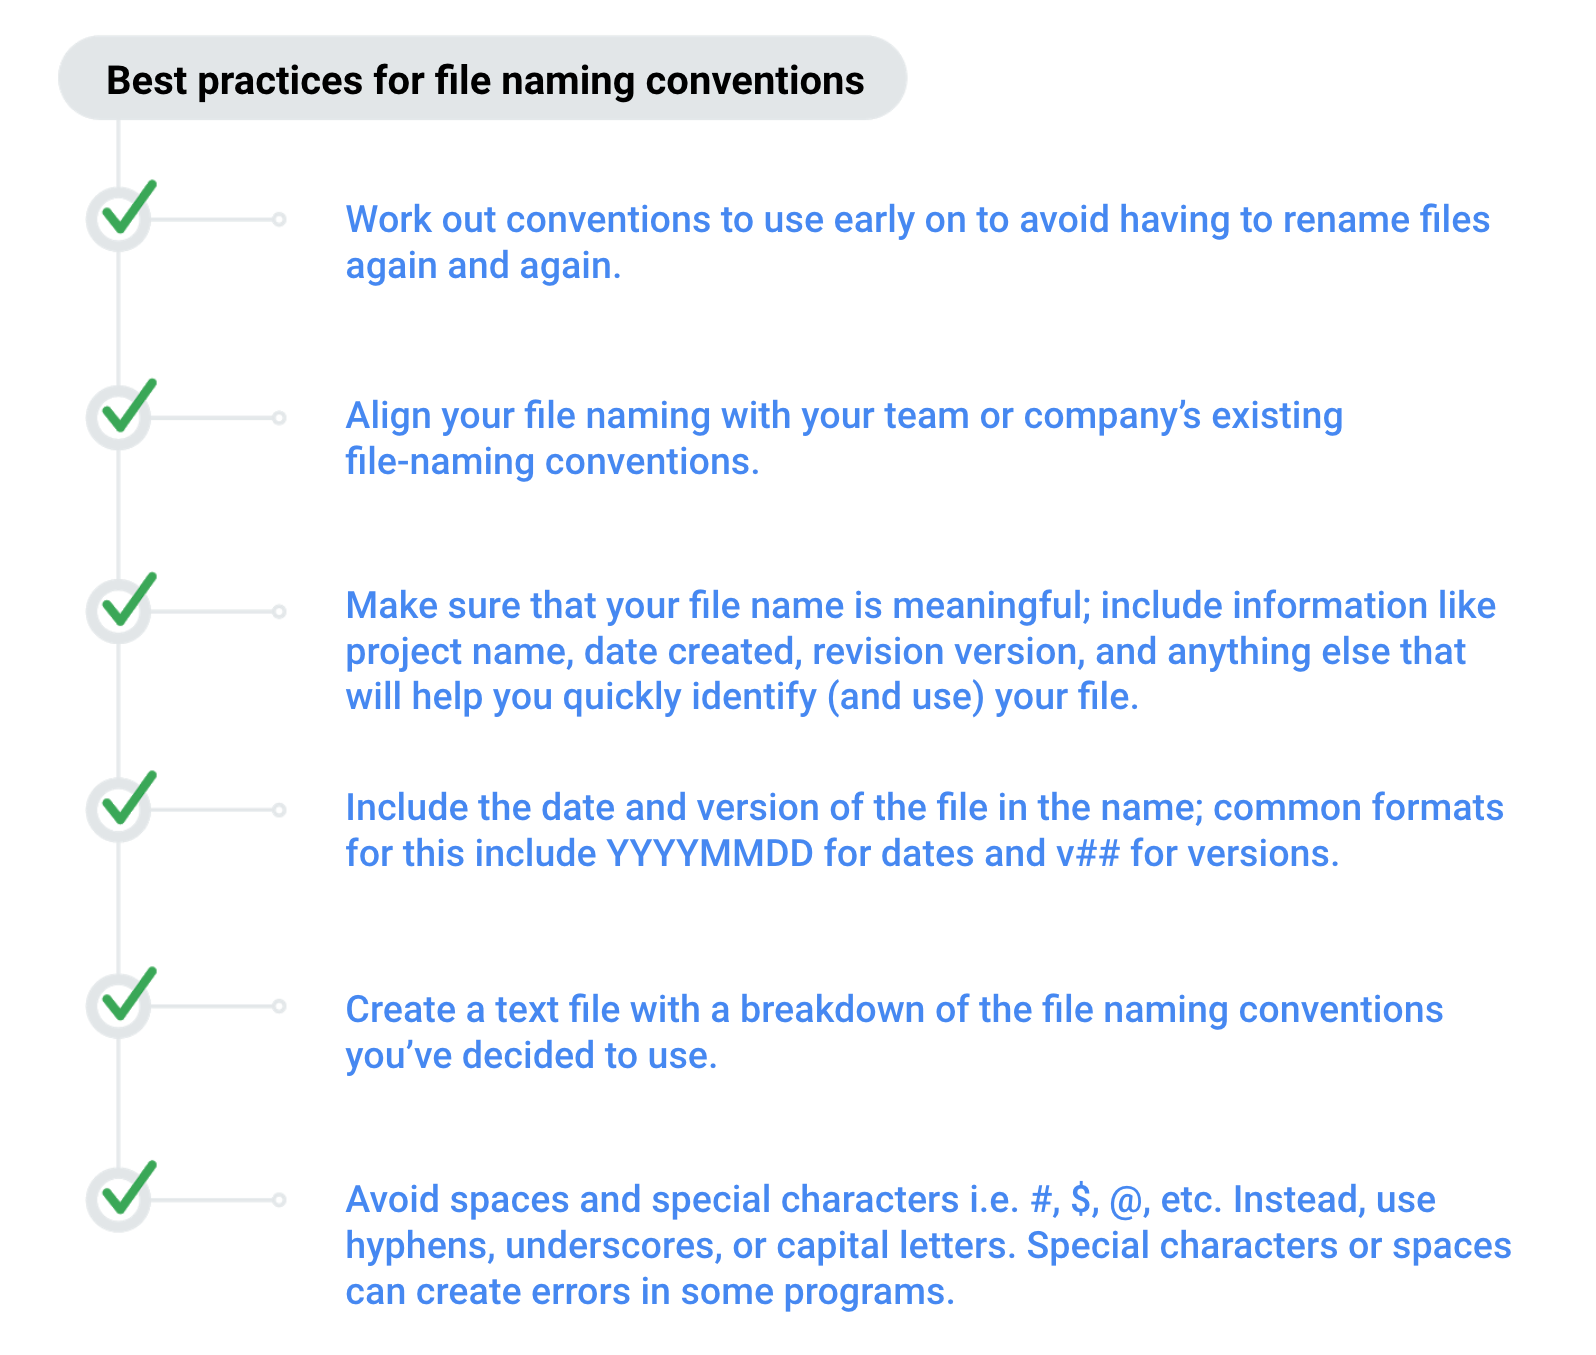 Best practices for file naming conventions
Work out conventions to use early on to avoid having to rename files
again and again.
Align your file naming with your team or company’s existing
file-naming conventions.
Make sure that your file name is meaningful; include information like
project name, date created, revision version, and anything else that
will help you quickly identify (and use) your file.
Include the date and version of the file in the name; common formats
for this include YYYYMMDD for dates and v## for versions.
Create a text file with a breakdown of the file naming conventions
you’ve decided to use.
Avoid spaces and special characters i.e. #, $, @, etc. Instead, use
hyphens, underscores, or capital letters. Special characters or spaces
can create errors in some programs.